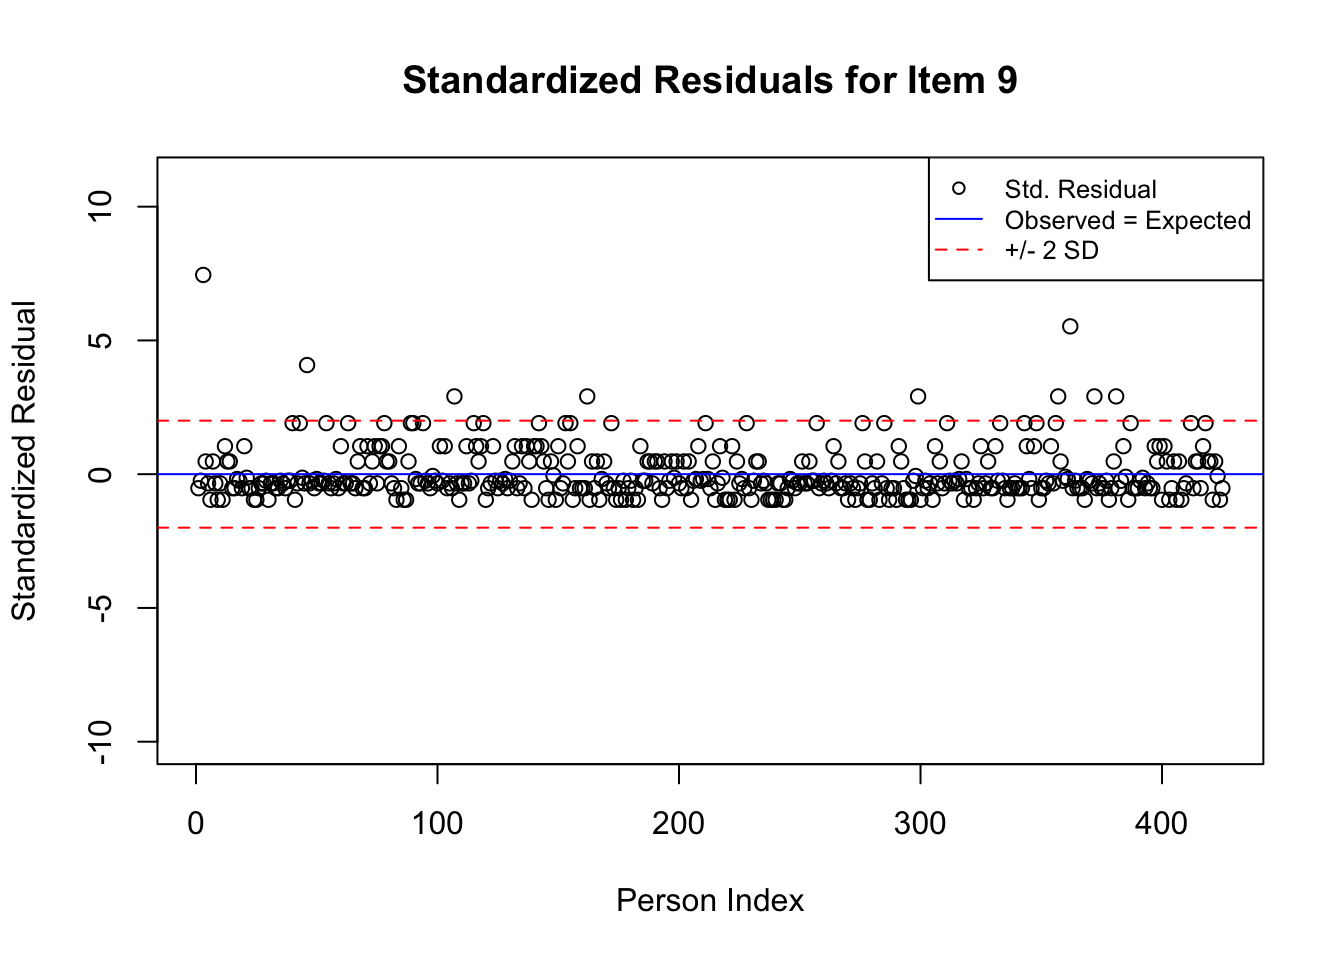 Standardized Residuals for Item 9
Std. Residual
Observed = Expected
+/- 2 SD
Standardized Residual
10
5
0
-5
-10
0 100 200 300 400
Person Index